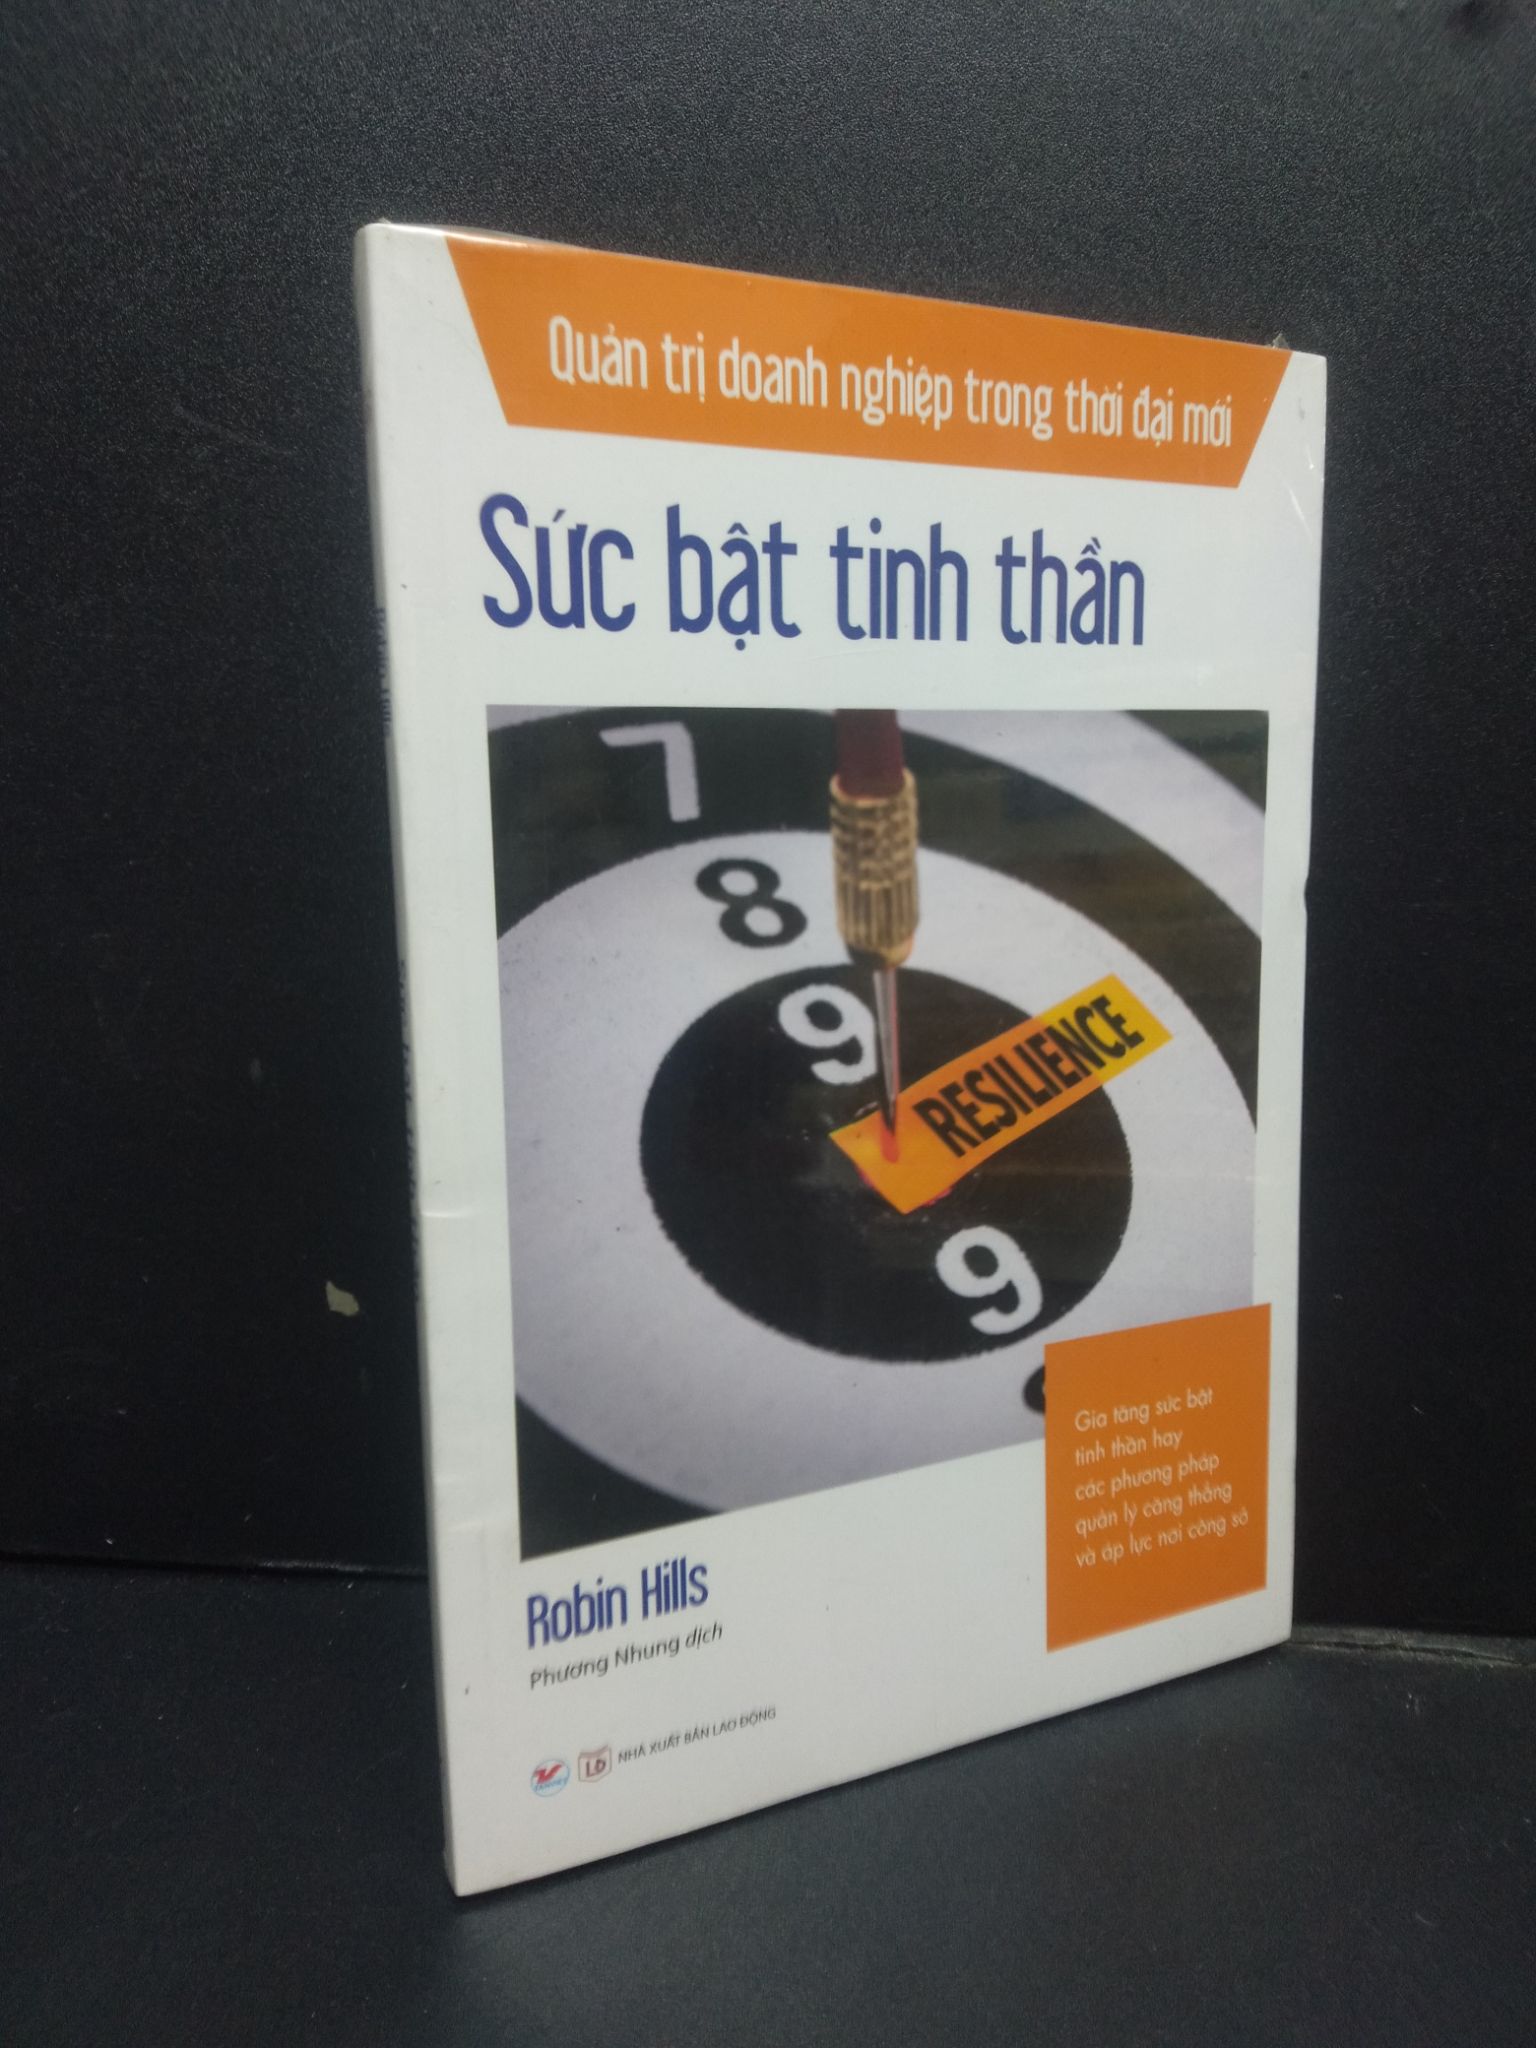 Quản trị doanh nghiệp trong thời đại mới
Sức bật tinh thần
7
8
9
RESILIENCE
9
Gia tăng sức bật
tinh thần hay
các phương pháp
quản lý căng thẳng
và áp lực nơi công sở
Robin Hills
Phương Nhung dịch
LĐ
NHÀ XUẤT BẢN LAO ĐỘNG